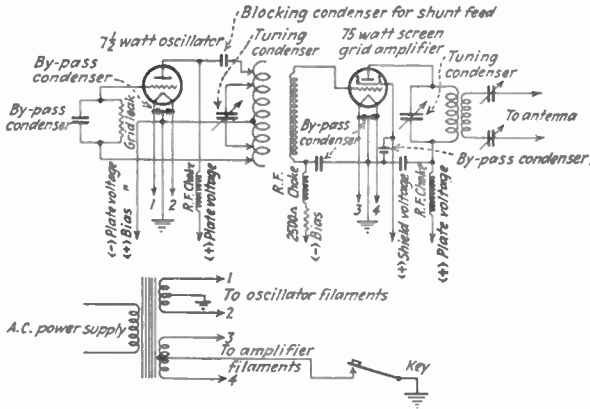 Blocking condenser for shunt feed
7½ watt oscillator
Tuning
condenser
75 watt screen
grid amplifier
Tuning
condenser
By-pass
condenser
By-pass
condenser
Grid leak
By-pass
condenser
To antenna
By-pass
condenser
(-) Plate voltage
(+) Bias "
1
2
R.F. Choke
(+) Plate voltage
R.F.
Choke
2500Ω
(-) Bias
3
4
(+) Shield voltage
R.F. Choke
(+) Plate voltage
1
To oscillator filaments
2
A.C. power supply
3
To amplifier
filaments
4
Key